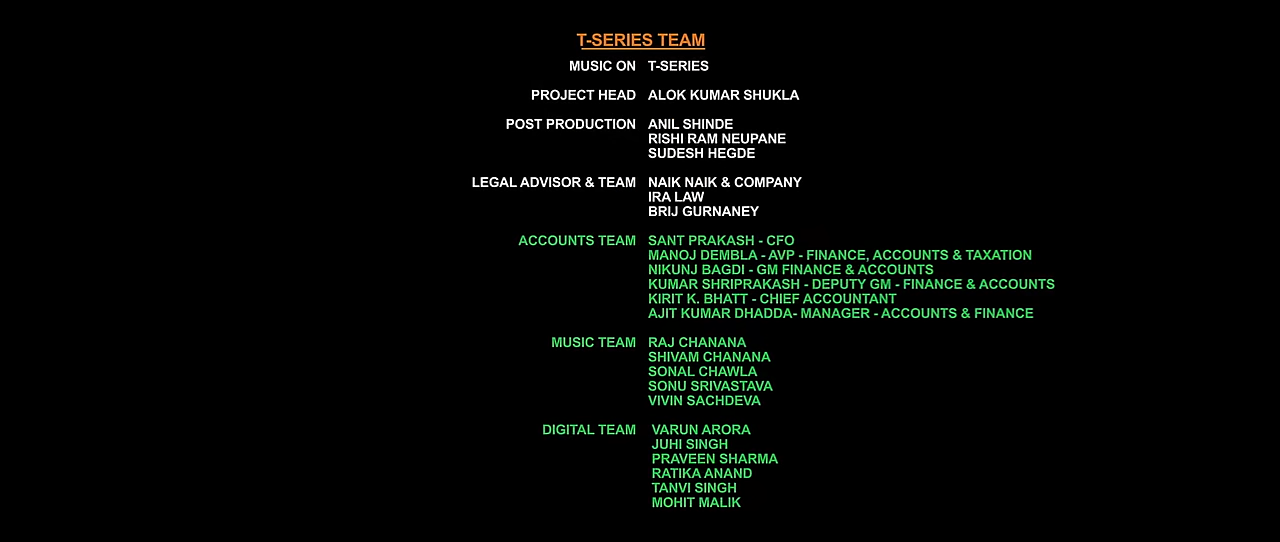 T-SERIES TEAM
MUSIC ON T-SERIES
PROJECT HEAD ALOK KUMAR SHUKLA
POST PRODUCTION ANIL SHINDE
RISHI RAM NEUPANE
SUDESH HEGDE
LEGAL ADVISOR & TEAM NAIK NAIK & COMPANY
IRA LAW
BRIJ GURNANEY
ACCOUNTS TEAM SANT PRAKASH - CFO
MANOJ DEMBLA - AVP - FINANCE, ACCOUNTS & TAXATION
NIKUNJ BAGDI - GM FINANCE & ACCOUNTS
KUMAR SHRIPRAKASH - DEPUTY GM - FINANCE & ACCOUNTS
KIRIT K. BHATT - CHIEF ACCOUNTANT
AJIT KUMAR DHADDA- MANAGER - ACCOUNTS & FINANCE
MUSIC TEAM RAJ CHANANA
SHIVAM CHANANA
SONAL CHAWLA
SONU SRIVASTAVA
VIVIN SACHDEVA
DIGITAL TEAM VARUN ARORA
JUHI SINGH
PRAVEEN SHARMA
RATIKA ANAND
TANVI SINGH
MOHIT MALIK